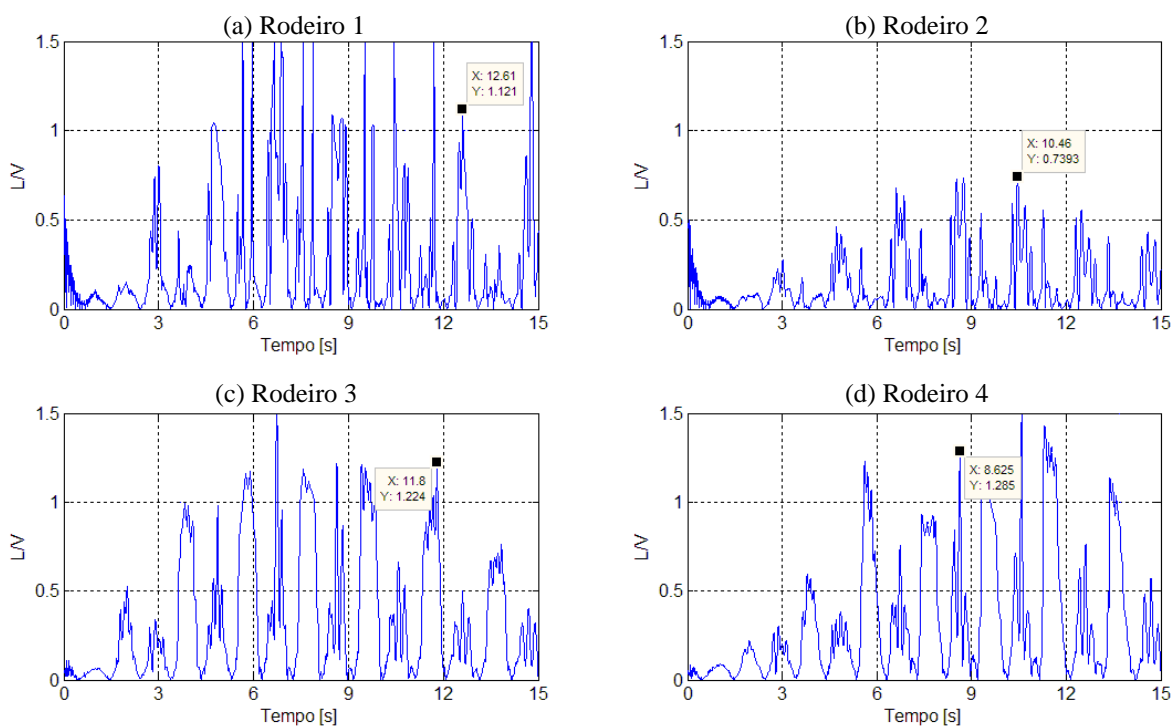 (a) Rodeiro 1
1.5
1
0.5
0
L/V
X: 12.61
Y: 1.121
0 3 6 9 12 15
Tempo [s]
(b) Rodeiro 2
1.5
1
0.5
0
L/V
X: 10.46
Y: 0.7393
0 3 6 9 12 15
Tempo [s]
(c) Rodeiro 3
1.5
1
0.5
0
L/V
X: 11.8
Y: 1.224
0 3 6 9 12 15
Tempo [s]
(d) Rodeiro 4
1.5
1
0.5
0
L/V
X: 8.625
Y: 1.285
0 3 6 9 12 15
Tempo [s]